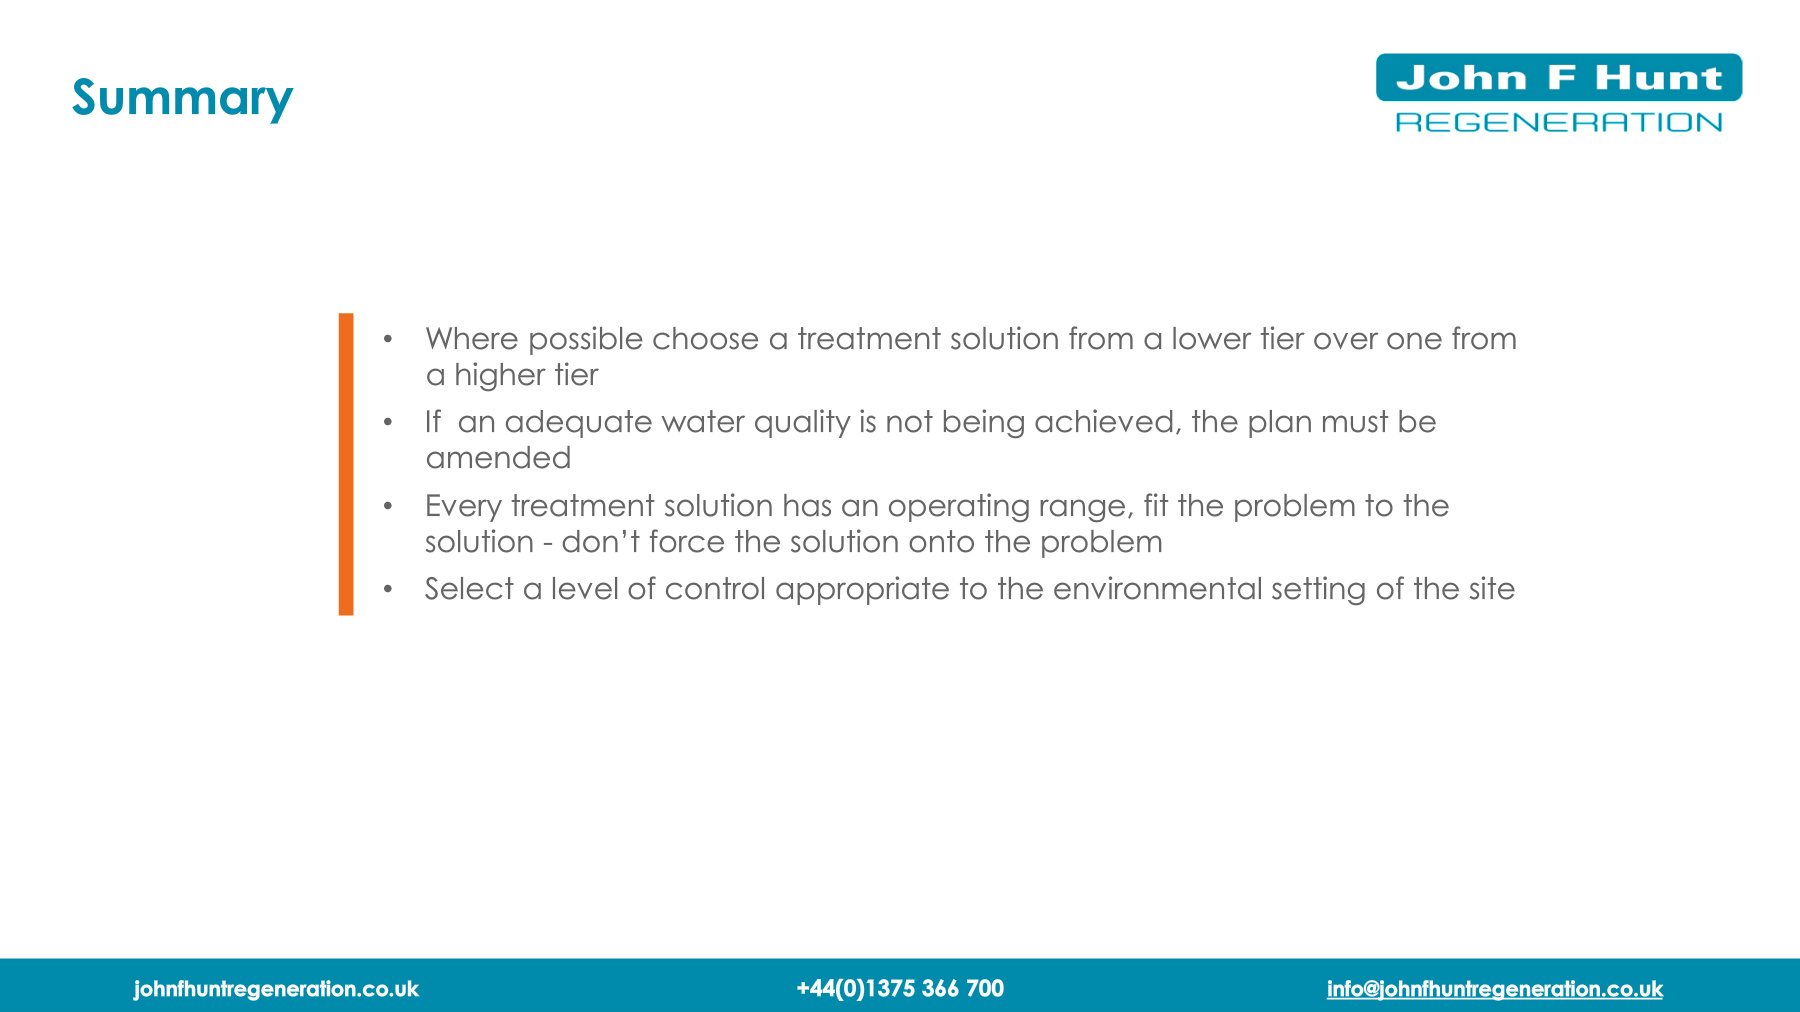 Summary
John F Hunt
REGENERATION
• Where possible choose a treatment solution from a lower tier over one from
a higher tier
• If  an adequate water quality is not being achieved, the plan must be
amended
• Every treatment solution has an operating range, fit the problem to the
solution - don’t force the solution onto the problem
• Select a level of control appropriate to the environmental setting of the site
johnfhuntregeneration.co.uk
+44(0)1375 366 700
info@johnfhuntregeneration.co.uk